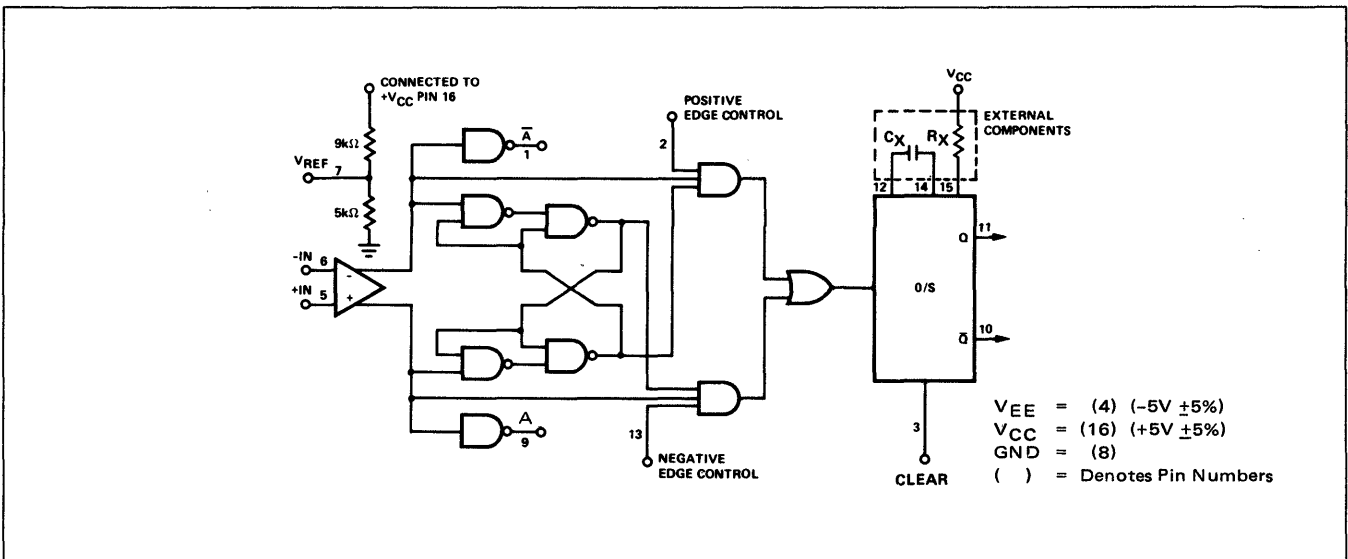 CONNECTED TO
+VCC PIN 16
9kΩ
VREF 7
5kΩ
-IN 6
+IN 5
-
+
A̅
1
A
9
POSITIVE
EDGE CONTROL
2
13
NEGATIVE
EDGE CONTROL
VCC
EXTERNAL
COMPONENTS
CX RX
12 14 15
Q 11
O/S
Q̅ 10
3
CLEAR
VEE = (4) (-5V ±5%)
VCC = (16) (+5V ±5%)
GND = (8)
( ) = Denotes Pin Numbers